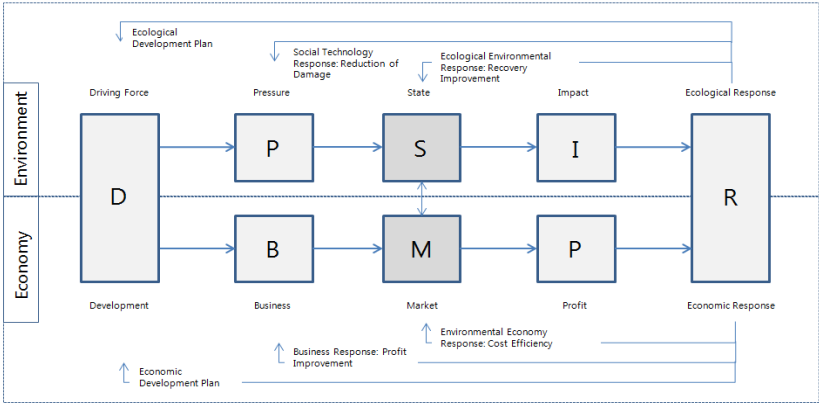 Ecological
Development Plan
Social Technology
Response: Reduction of
Damage
Ecological Environmental
Response: Recovery
Improvement
Driving Force
Pressure
State
Impact
Ecological Response
Environment
D
P
S
I
R
Economy
B
M
P
Development
Business
Market
Profit
Economic Response
Environmental Economy
Response: Cost Efficiency
Business Response: Profit
Improvement
Economic
Development Plan